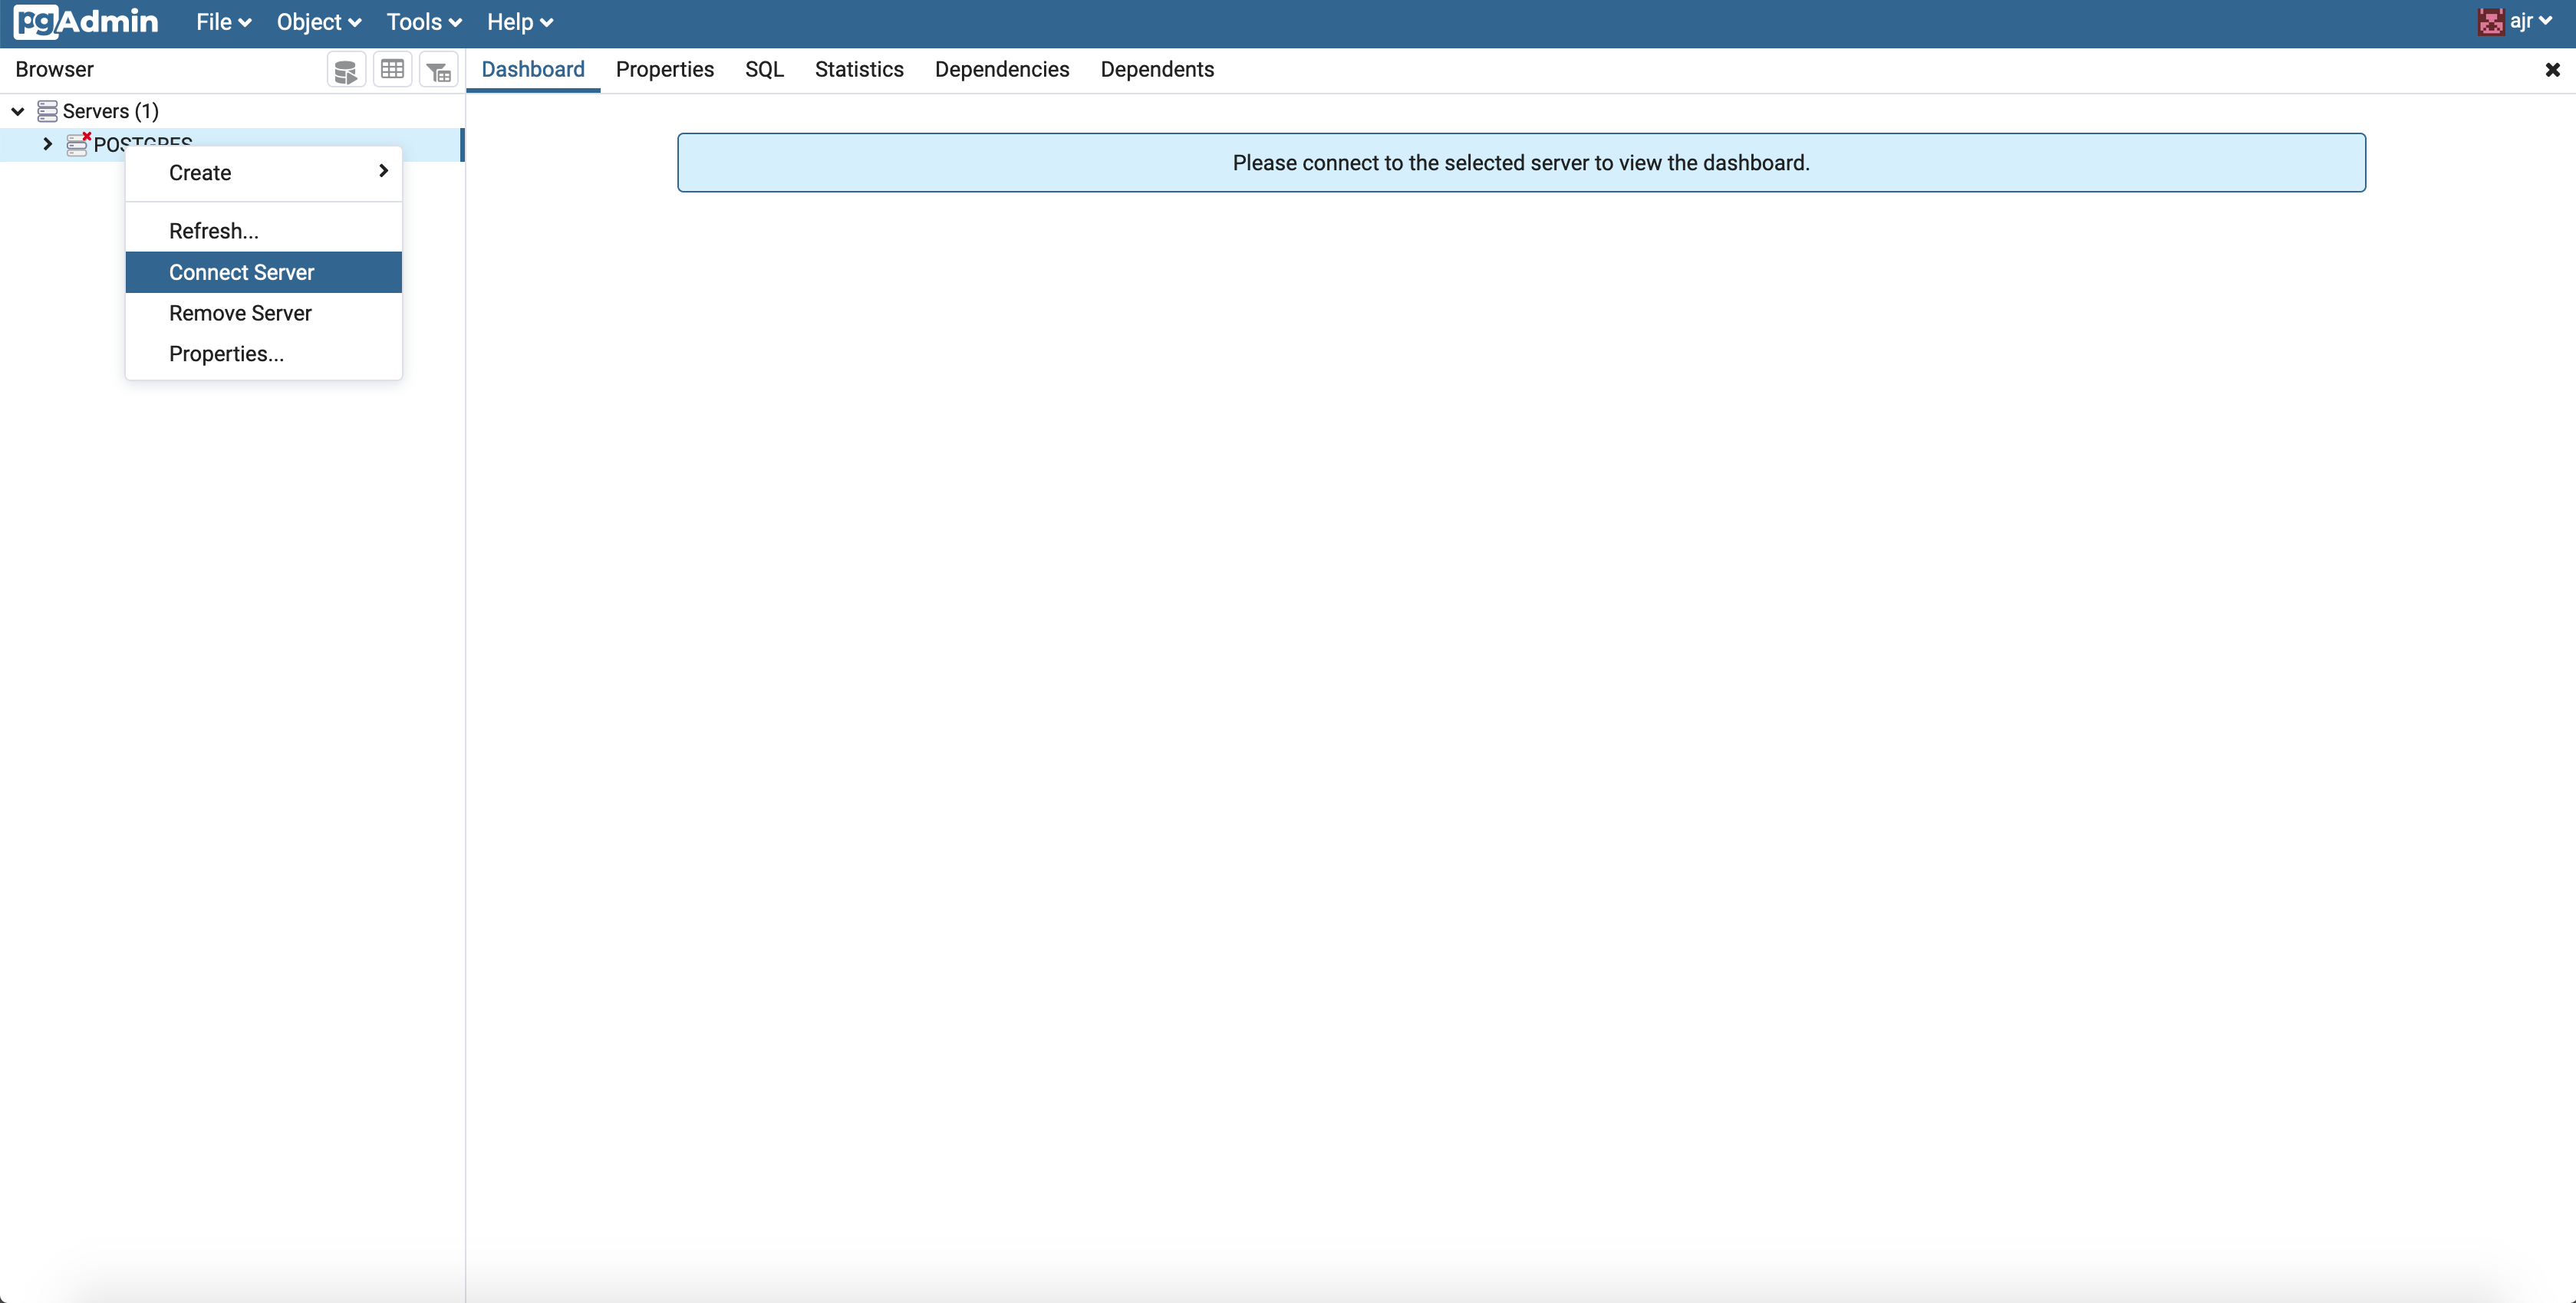 pgAdmin File Object Tools Help ajr
Browser Dashboard Properties SQL Statistics Dependencies Dependents
Servers (1)
POSTGRES
Please connect to the selected server to view the dashboard.
Create
Refresh...
Connect Server
Remove Server
Properties...